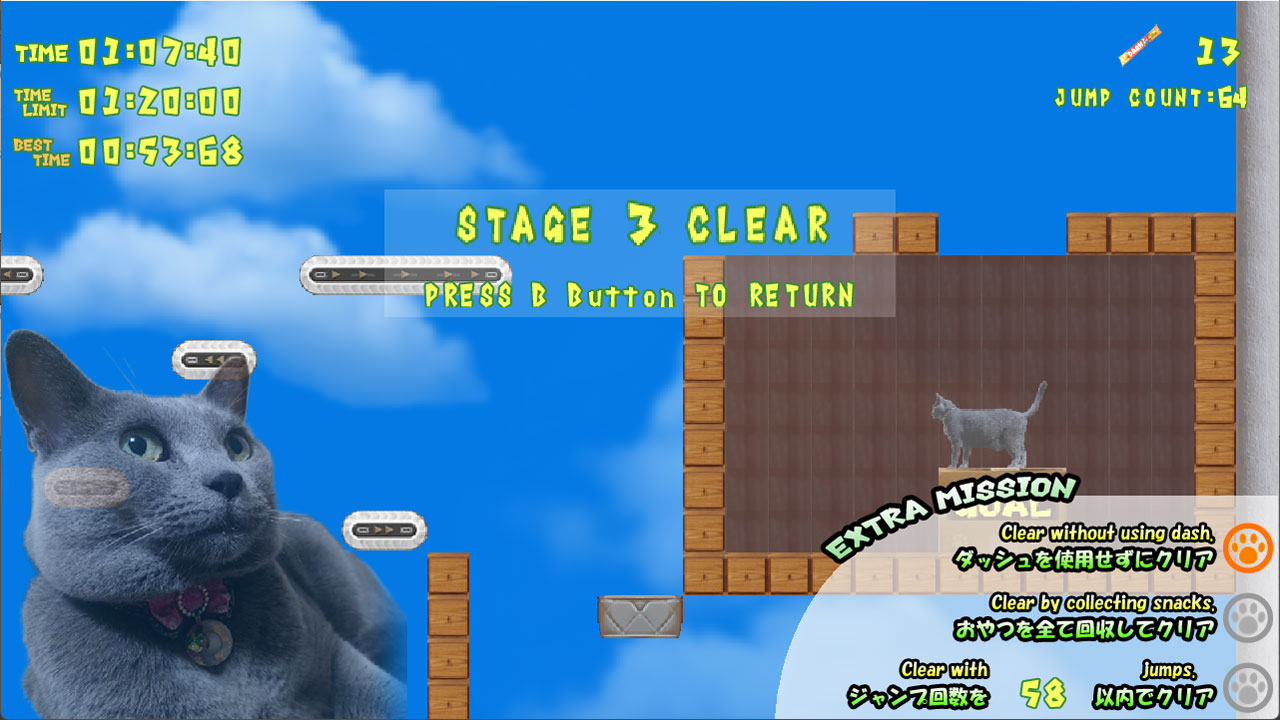 TIME 01:07:40
TIME LIMIT 01:20:00
BEST TIME 00:53:68
13
JUMP COUNT:64
STAGE 3 CLEAR
PRESS B Button TO RETURN
GOAL
EXTRA MISSION
Clear without using dash.
ダッシュを使用せずにクリア
Clear by collecting snacks.
おやつを全て回収してクリア
Clear with 58 jumps.
ジャンプ回数を 58 以内でクリア